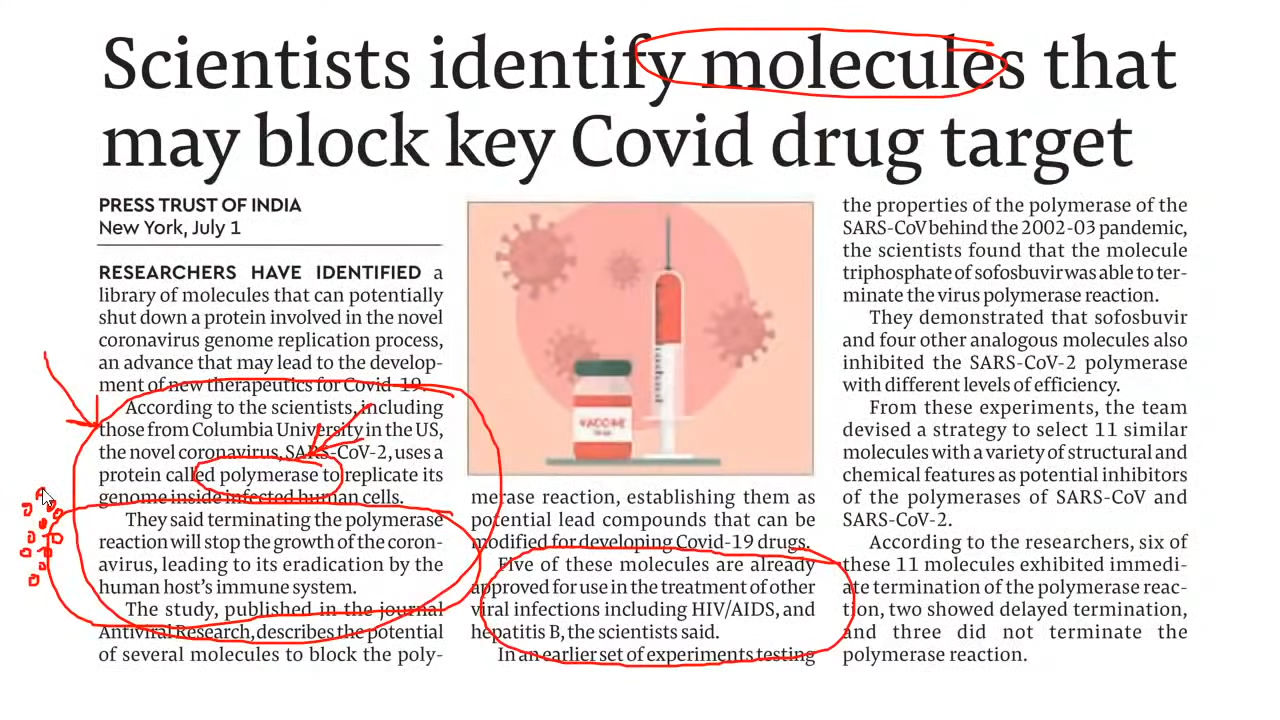 Scientists identify molecules that
may block key Covid drug target
PRESS TRUST OF INDIA
New York, July 1
RESEARCHERS HAVE IDENTIFIED a
library of molecules that can potentially
shut down a protein involved in the novel
coronavirus genome replication process,
an advance that may lead to the develop-
ment of new therapeutics for Covid-19.
According to the scientists, including
those from Columbia University in the US,
the novel coronavirus, SARS-CoV-2, uses a
protein called polymerase to replicate its
genome inside infected human cells.
They said terminating the polymerase
reaction will stop the growth of the coron-
avirus, leading to its eradication by the
human host's immune system.
The study, published in the journal
Antiviral Research, describes the potential
of several molecules to block the poly-
VACCINE
merase reaction, establishing them as
potential lead compounds that can be
modified for developing Covid-19 drugs.
Five of these molecules are already
approved for use in the treatment of other
viral infections including HIV/AIDS, and
hepatitis B, the scientists said.
In an earlier set of experiments testing
the properties of the polymerase of the
SARS-CoV behind the 2002-03 pandemic,
the scientists found that the molecule
triphosphate of sofosbuvir was able to ter-
minate the virus polymerase reaction.
They demonstrated that sofosbuvir
and four other analogous molecules also
inhibited the SARS-CoV-2 polymerase
with different levels of efficiency.
From these experiments, the team
devised a strategy to select 11 similar
molecules with a variety of structural and
chemical features as potential inhibitors
of the polymerases of SARS-CoV and
SARS-CoV-2.
According to the researchers, six of
these 11 molecules exhibited immedi-
ate termination of the polymerase reac-
tion, two showed delayed termination,
and three did not terminate the
polymerase reaction.